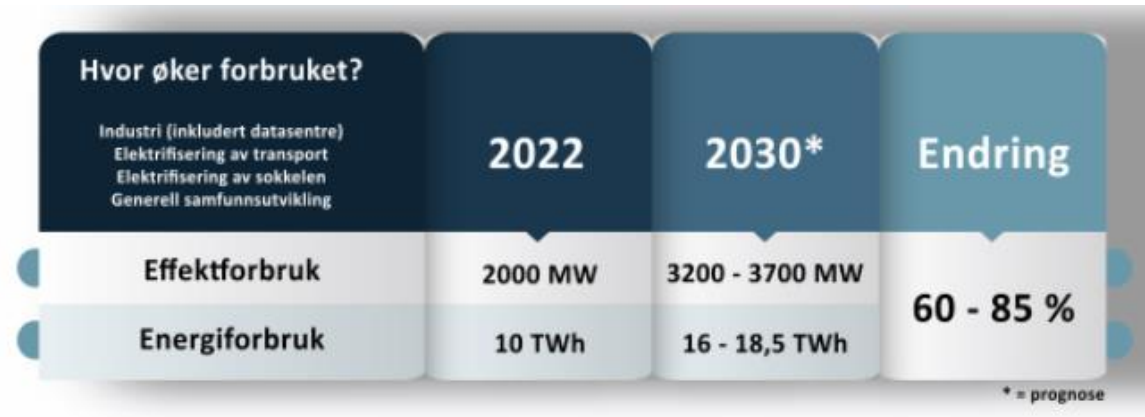 Hvor øker forbruket?
Industri (inkludert datasentre)
Elektrifisering av transport
Elektrifisering av sokkelen
Generell samfunnsutvikling
2022
2030*
Endring
Effektforbruk
2000 MW
3200 - 3700 MW
60 - 85 %
Energiforbruk
10 TWh
16 - 18,5 TWh
* = prognose